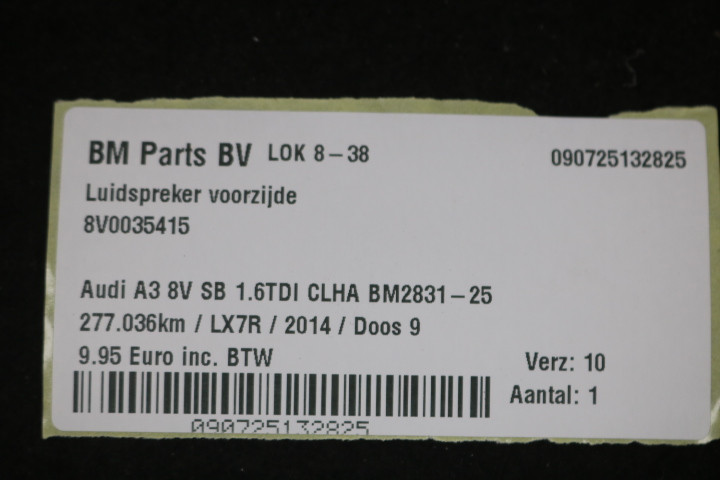 BM Parts BV LOK 8-38 090725132825
Luidspreker voorzijde
8V0035415
Audi A3 8V SB 1.6TDI CLHA BM2831-25
277.036km / LX7R / 2014 / Doos 9
9.95 Euro inc. BTW
Verz: 10
Aantal: 1
090725132825